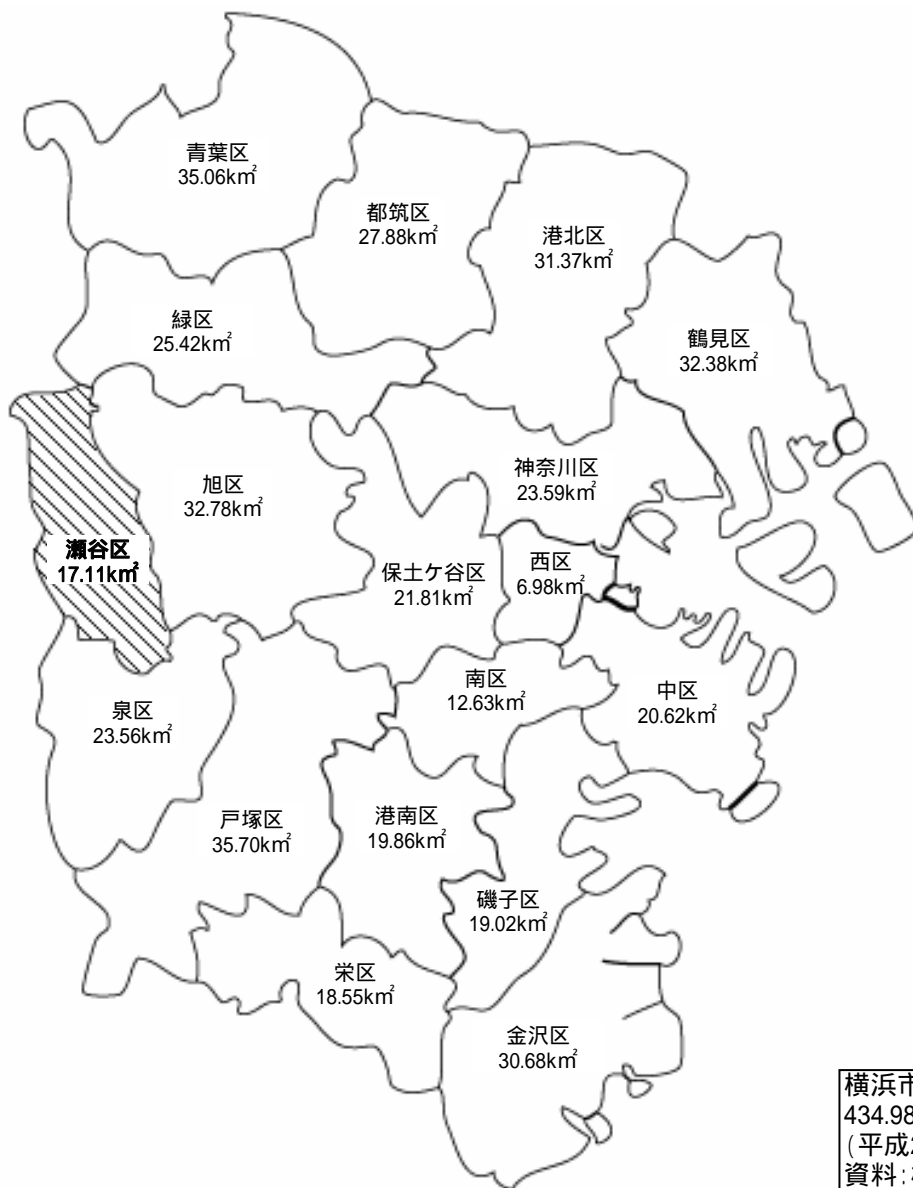 青葉区
35.06k㎡
都筑区
27.88k㎡
港北区
31.37k㎡
緑区
25.42k㎡
鶴見区
32.38k㎡
旭区
32.78k㎡
神奈川区
23.59k㎡
瀬谷区
17.11k㎡
保土ケ谷区
21.81k㎡
西区
6.98k㎡
南区
12.63k㎡
中区
20.62k㎡
泉区
23.56k㎡
戸塚区
35.70k㎡
港南区
19.86k㎡
磯子区
19.02k㎡
栄区
18.55k㎡
金沢区
30.68k㎡
横浜市
434.98
(平成2
資料: